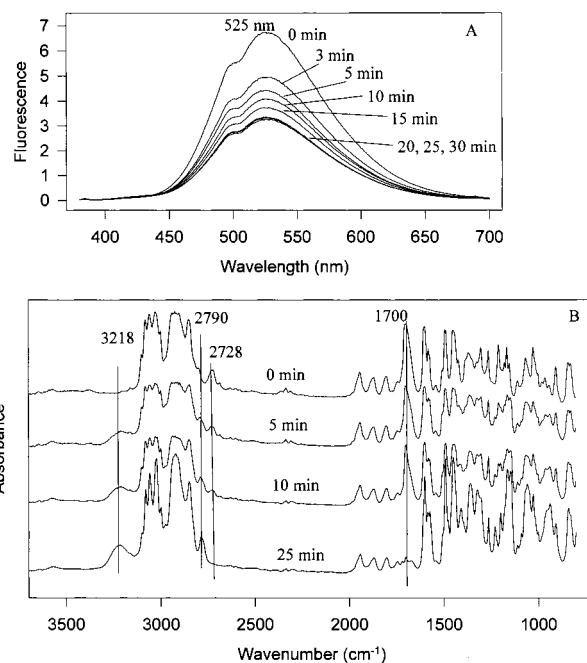 525 nm
A
0 min
3 min
5 min
10 min
15 min
20, 25, 30 min
7
6
5
4
3
2
1
0
Fluorescence
400 450 500 550 600 650 700
Wavelength (nm)
B
3218 2790 2728 1700
0 min
5 min
10 min
25 min
Absorbance
3500 3000 2500 2000 1500 1000
Wavenumber (cm-1)